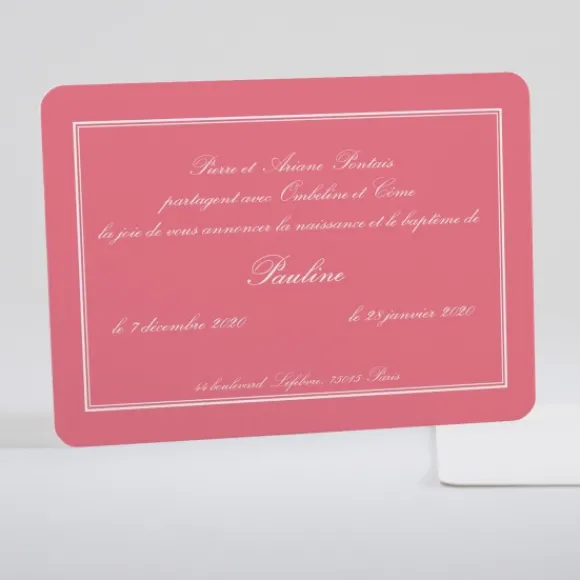 Pierre et Ariane Pontais
partagent avec Ombeline et Côme
la joie de vous annoncer la naissance et le baptême de
Pauline
le 7 décembre 2020
le 28 janvier 2020
44 boulevard Lefebvre, 75015 Paris